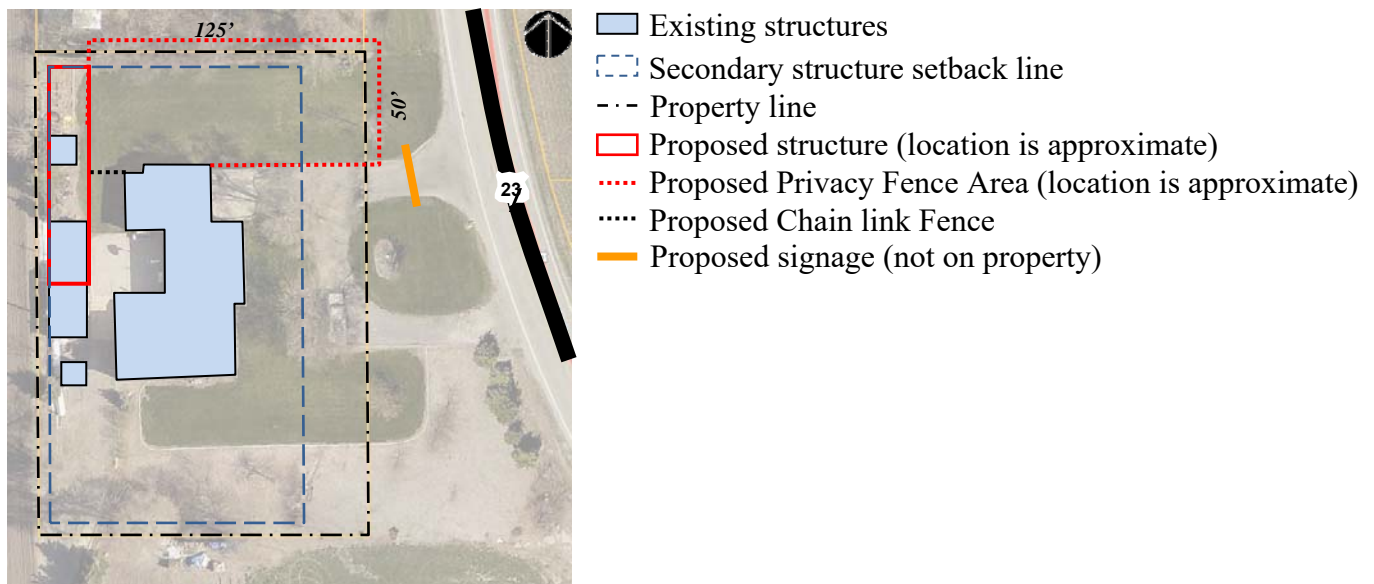 125’
50’
23
Existing structures
Secondary structure setback line
Property line
Proposed structure (location is approximate)
Proposed Privacy Fence Area (location is approximate)
Proposed Chain link Fence
Proposed signage (not on property)